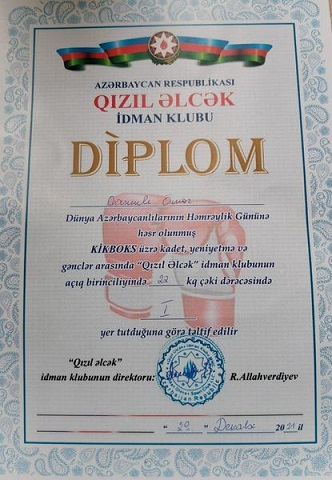 AZƏRBAYCAN RESPUBLİKASI
QIZIL ƏLCƏK
İDMAN KLUBU
DİPLOM
Ömər
Dünya Azərbaycanlılarının Həmrəylik Gününə
həsr olunmuş
KİKBOKS üzrə kadet, yeniyetmə və
gənclər arasında “Qızıl Əlcək” idman klubunun
açıq birinciliyində 22 kq çəki dərəcəsində
I
yer tutduğuna görə təltif edilir
“Qızıl əlcək”
idman klubunun direktoru: R.Allahverdiyev
“ 29 ” Dekabr 2021 il